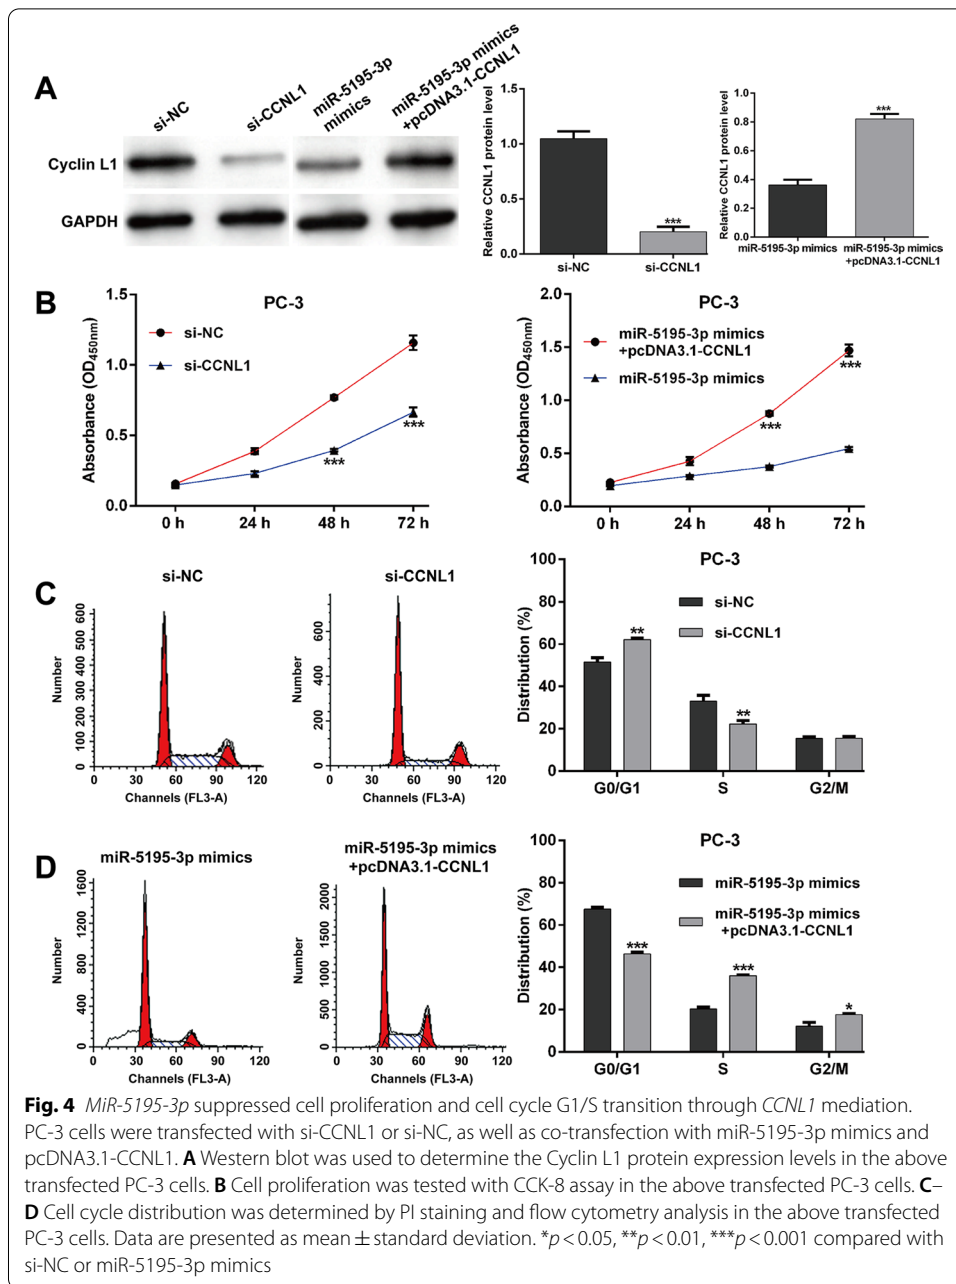 A
si-NC
si-CCNL1
miR-5195-3p
mimics
miR-5195-3p mimics
+pcDNA3.1-CCNL1
Cyclin L1
GAPDH
Relative CCNL1 protein level
1.5
1.0
0.5
0.0
***
si-NC
si-CCNL1
Relative CCNL1 protein level
1.0
0.8
0.6
0.4
0.2
0.0
***
miR-5195-3p mimics
miR-5195-3p mimics
+pcDNA3.1-CCNL1
B
PC-3
Absorbance (OD450nm)
1.5
1.0
0.5
0.0
si-NC
si-CCNL1
***
***
0 h
24 h
48 h
72 h
PC-3
Absorbance (OD450nm)
2.0
1.5
1.0
0.5
0.0
miR-5195-3p mimics
+pcDNA3.1-CCNL1
miR-5195-3p mimics
***
***
0 h
24 h
48 h
72 h
C
si-NC
Number
600
500
400
300
200
100
0
0 30 60 90 120
Channels (FL3-A)
si-CCNL1
Number
600
400
200
0
0 30 60 90 120
Channels (FL3-A)
PC-3
Distribution (%)
100
80
60
40
20
0
si-NC
si-CCNL1
**
**
G0/G1
S
G2/M
D
miR-5195-3p mimics
Number
1600
1200
800
400
0
0 30 60 90 120
Channels (FL3-A)
miR-5195-3p mimics
+pcDNA3.1-CCNL1
Number
2000
1500
1000
500
0
0 30 60 90 120
Channels (FL3-A)
PC-3
Distribution (%)
100
80
60
40
20
0
miR-5195-3p mimics
miR-5195-3p mimics
+pcDNA3.1-CCNL1
***
***
*
G0/G1
S
G2/M
Fig. 4 MiR-5195-3p suppressed cell proliferation and cell cycle G1/S transition through CCNL1 mediation.
PC-3 cells were transfected with si-CCNL1 or si-NC, as well as co-transfection with miR-5195-3p mimics and
pcDNA3.1-CCNL1. A Western blot was used to determine the Cyclin L1 protein expression levels in the above
transfected PC-3 cells. B Cell proliferation was tested with CCK-8 assay in the above transfected PC-3 cells. C–
D Cell cycle distribution was determined by PI staining and flow cytometry analysis in the above transfected
PC-3 cells. Data are presented as mean ± standard deviation. *p < 0.05, **p < 0.01, ***p < 0.001 compared with
si-NC or miR-5195-3p mimics